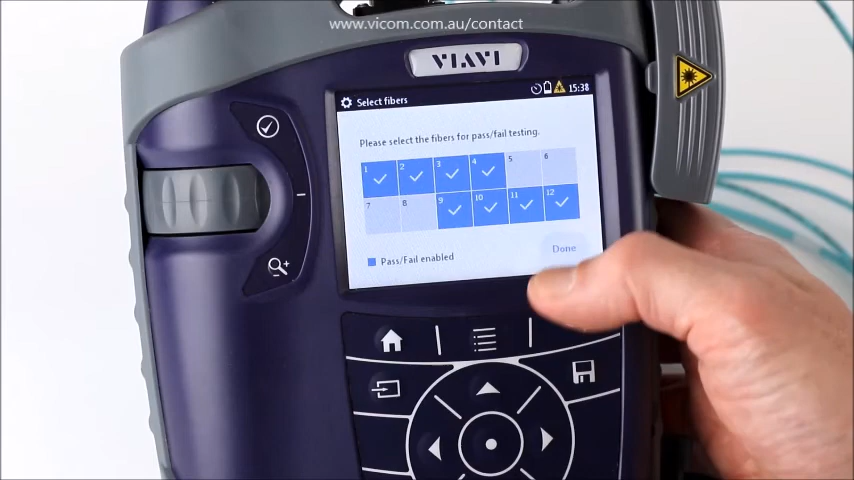 www.vicom.com.au/contact
VIAVI
Select fibers
15:38
Please select the fibers for pass/fail testing.
1 2 3 4 5 6
7 8 9 10 11 12
Pass/Fail enabled
Done